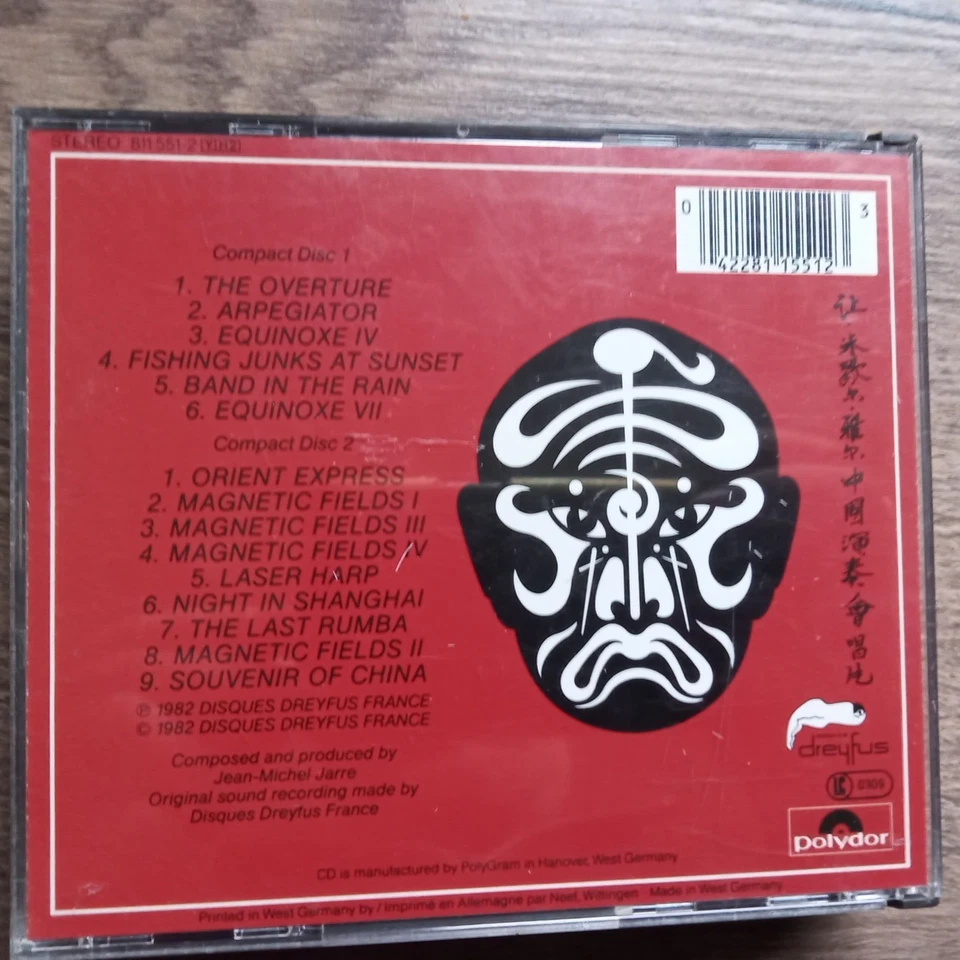 STEREO 811 551-2 [YTH2]
0 42281 15512 3
Compact Disc 1
1. THE OVERTURE
2. ARPEGIATOR
3. EQUINOXE IV
4. FISHING JUNKS AT SUNSET
5. BAND IN THE RAIN
6. EQUINOXE VII
Compact Disc 2
1. ORIENT EXPRESS
2. MAGNETIC FIELDS I
3. MAGNETIC FIELDS III
4. MAGNETIC FIELDS IV
5. LASER HARP
6. NIGHT IN SHANGHAI
7. THE LAST RUMBA
8. MAGNETIC FIELDS II
9. SOUVENIR OF CHINA
℗ 1982 DISQUES DREYFUS FRANCE
© 1982 DISQUES DREYFUS FRANCE
Composed and produced by
Jean-Michel Jarre
Original sound recording made by
Disques Dreyfus France
让·米歇尔·雅尔中国演奏會唱片
dreyfus
LC 0309
polydor
CD is manufactured by PolyGram in Hanover, West Germany
Printed in West Germany by / Imprimé en Allemagne par Neef, Wittingen Made in West Germany